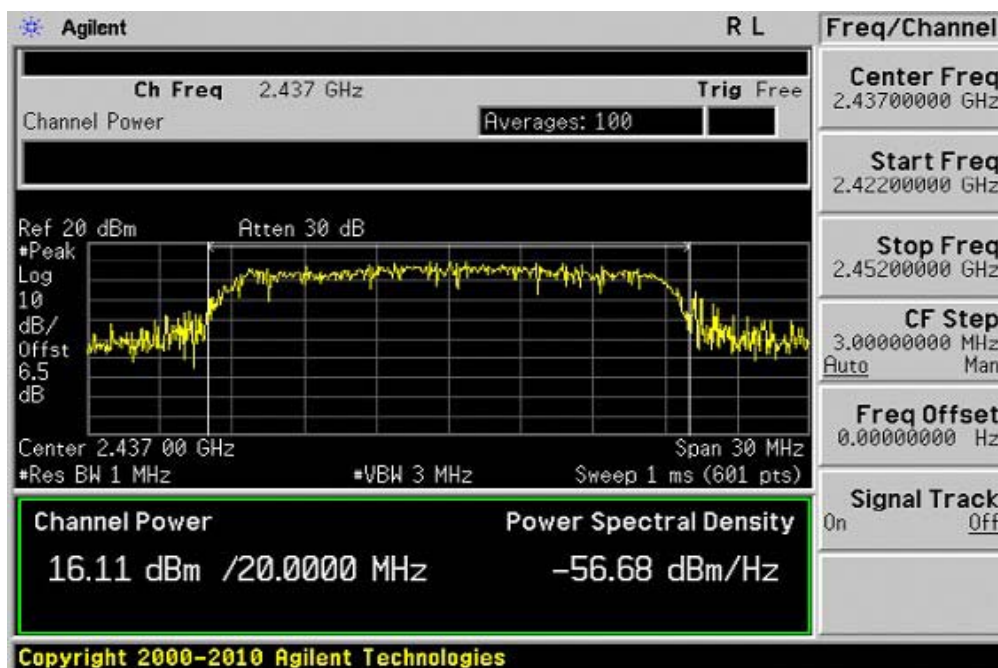 Agilent
R L
Freq/Channel
Ch Freq 2.437 GHz
Trig Free
Channel Power
Averages: 100
Center Freq
2.43700000 GHz
Start Freq
2.42200000 GHz
Stop Freq
2.45200000 GHz
CF Step
3.00000000 MHz
Auto Man
Freq Offset
0.00000000 Hz
Signal Track
On Off
Ref 20 dBm
Atten 30 dB
#Peak
Log
10
dB/
Offst
6.5
dB
Center 2.437 00 GHz
Span 30 MHz
#Res BW 1 MHz
#VBW 3 MHz
Sweep 1 ms (601 pts)
Channel Power
Power Spectral Density
16.11 dBm /20.0000 MHz
-56.68 dBm/Hz
Copyright 2000-2010 Agilent Technologies